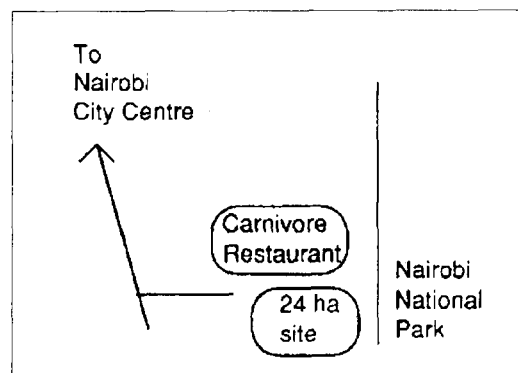 To
Nairobi
City Centre
Carnivore
Restaurant
24 ha
site
Nairobi
National
Park